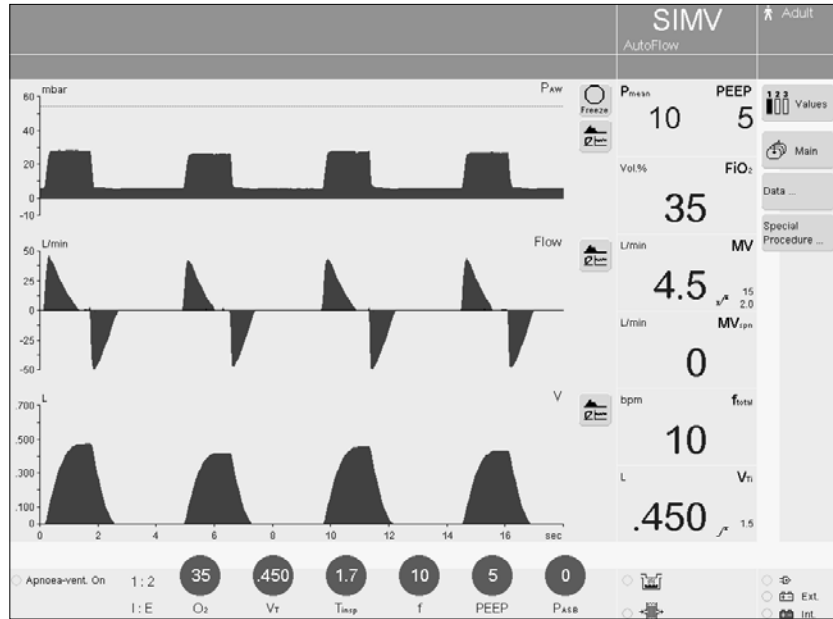 SIMV
AutoFlow
Adult
mbar
PAW
60
40
20
0
-10
Freeze
Pmean
PEEP
10
5
1 2 3
Values
Main
Data ...
Special
Procedure ...
Vol.%
FiO2
35
L/min
Flow
50
25
0
-25
-50
L/min
MV
4.5
15
2.0
L/min
MVspn
0
L
V
.700
.500
.300
.100
0
0
2
4
6
8
10
12
14
16
sec
bpm
ftotal
10
L
VTi
.450
1.5
Apnoea-vent. On
1 : 2
35
.450
1.7
10
5
0
I : E
O2
VT
Tinsp
f
PEEP
PASB
Ext.
Int.